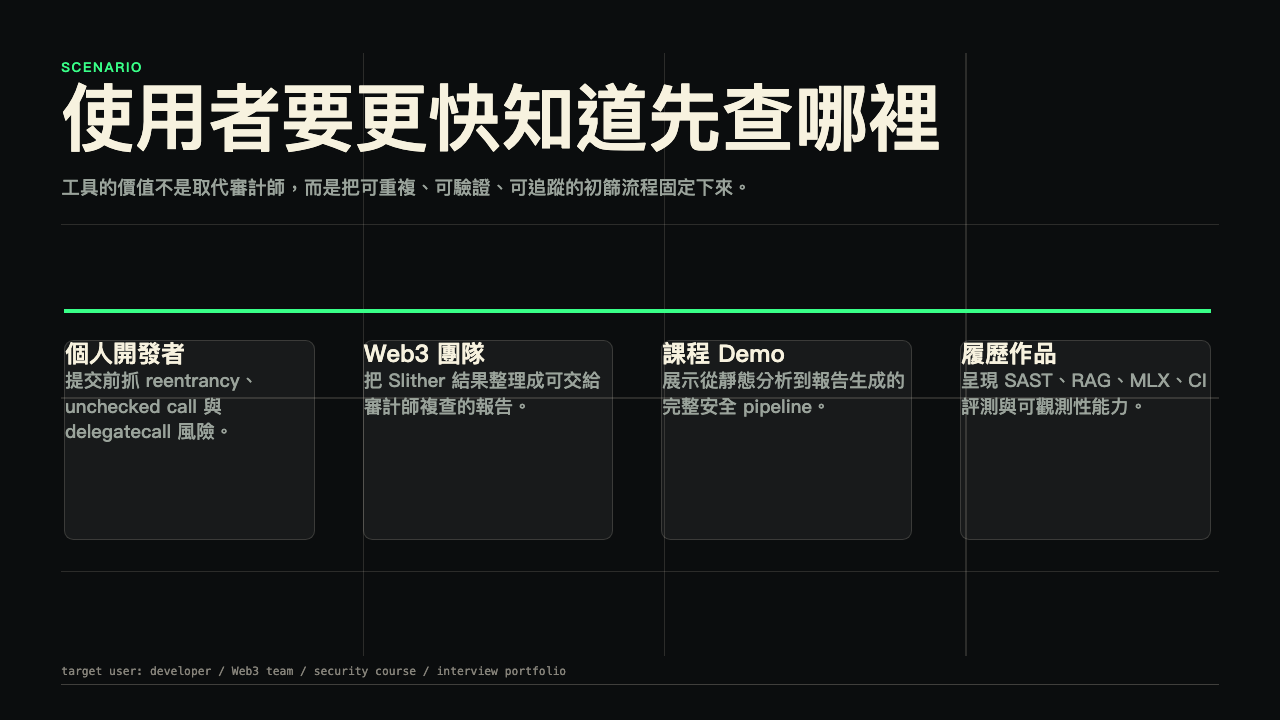 SCENARIO
使用者要更快知道先查哪裡
工具的價值不是取代審計師，而是把可重複、可驗證、可追蹤的初篩流程固定下來。
個人開發者
提交前抓 reentrancy、
unchecked call 與
delegatecall 風險。
Web3 團隊
把 Slither 結果整理成可交給
審計師複查的報告。
課程 Demo
展示從靜態分析到報告生成的
完整安全 pipeline。
履歷作品
呈現 SAST、RAG、MLX、CI
評測與可觀測性能力。
target user: developer / Web3 team / security course / interview portfolio